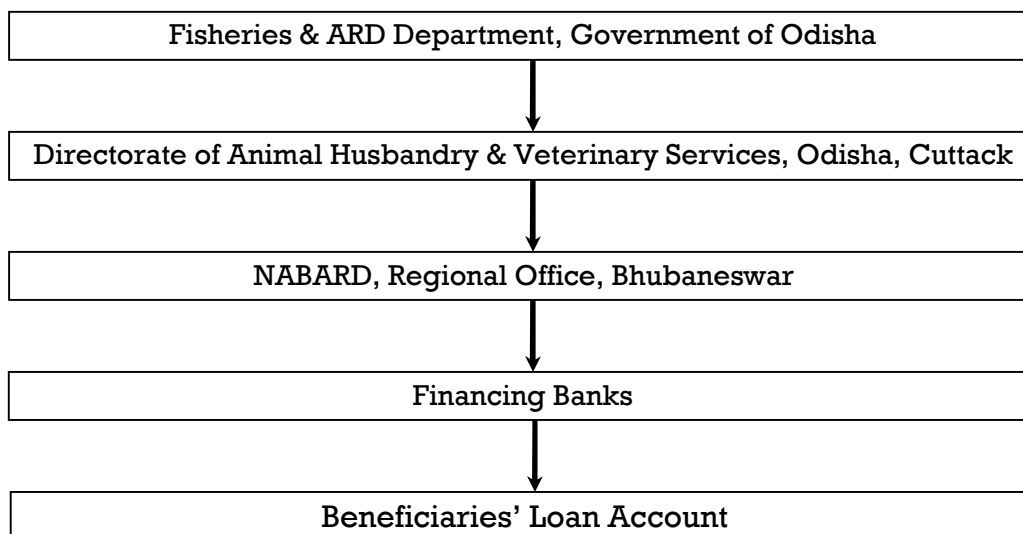 Fisheries & ARD Department, Government of Odisha
Directorate of Animal Husbandry & Veterinary Services, Odisha, Cuttack
NABARD, Regional Office, Bhubaneswar
Financing Banks
Beneficiaries’ Loan Account